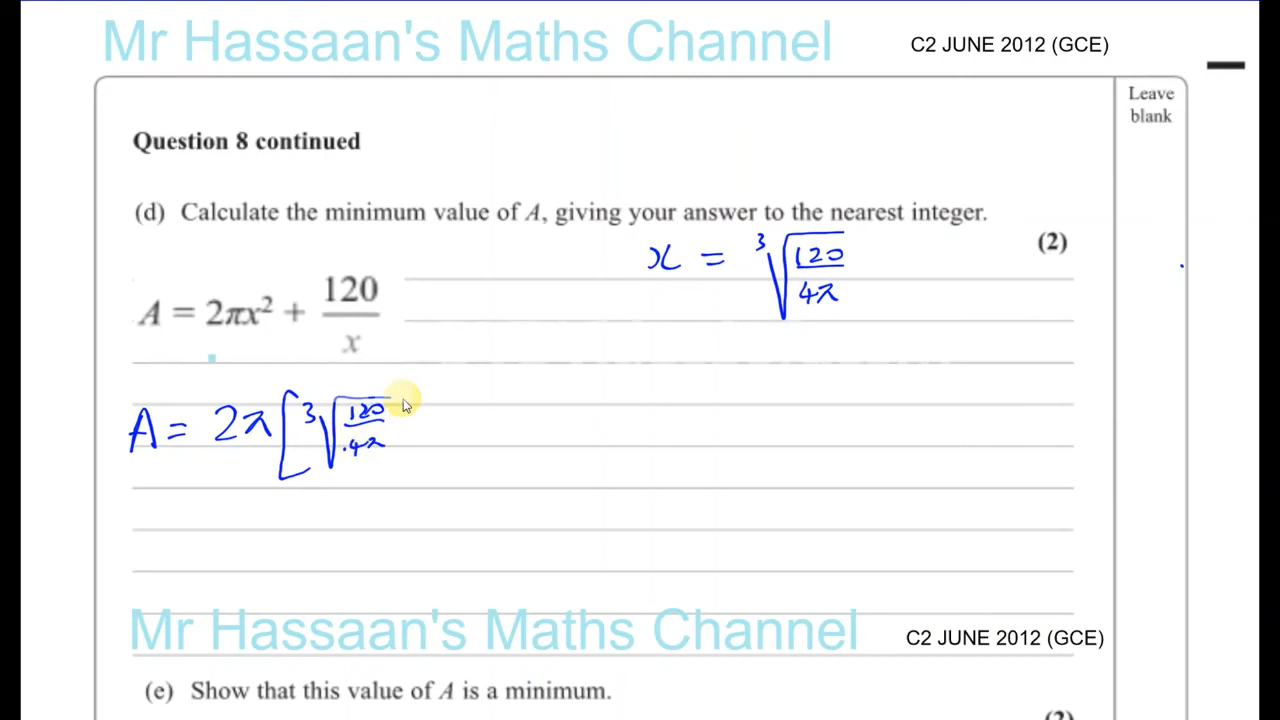 Mr Hassaan's Maths Channel
C2 JUNE 2012 (GCE)
Leave
blank
Question 8 continued
(d) Calculate the minimum value of A, giving your answer to the nearest integer.
(2)
x = ∛(120/4π)
A = 2πx² + 120/x
A = 2π[∛(120/4π)
Mr Hassaan's Maths Channel
C2 JUNE 2012 (GCE)
(e) Show that this value of A is a minimum.